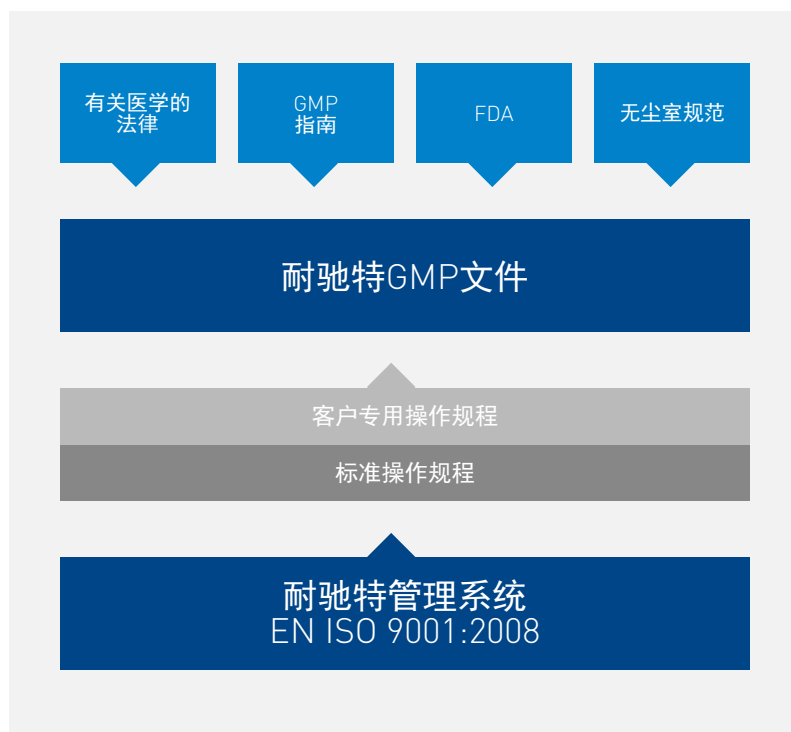 有关医学的
法律
GMP
指南
FDA
无尘室规范
耐驰特GMP文件
客户专用操作规程
标准操作规程
耐驰特管理系统
EN ISO 9001:2008